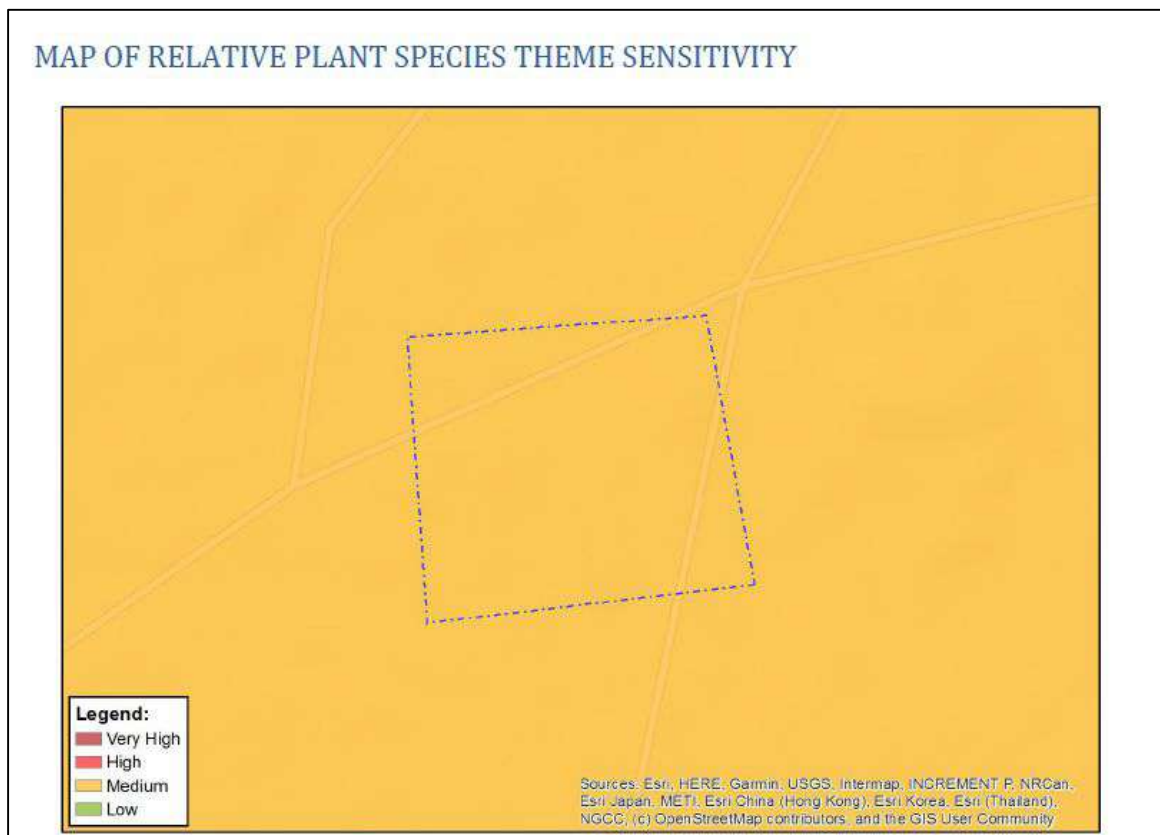 MAP OF RELATIVE PLANT SPECIES THEME SENSITIVITY
Legend:
Very High
High
Medium
Low
Sources: Esri, HERE, Garmin, USGS, Intermap, INCREMENT P, NRCan,
Esri Japan, METI, Esri China (Hong Kong), Esri Korea, Esri (Thailand),
NGCC, (c) OpenStreetMap contributors, and the GIS User Community